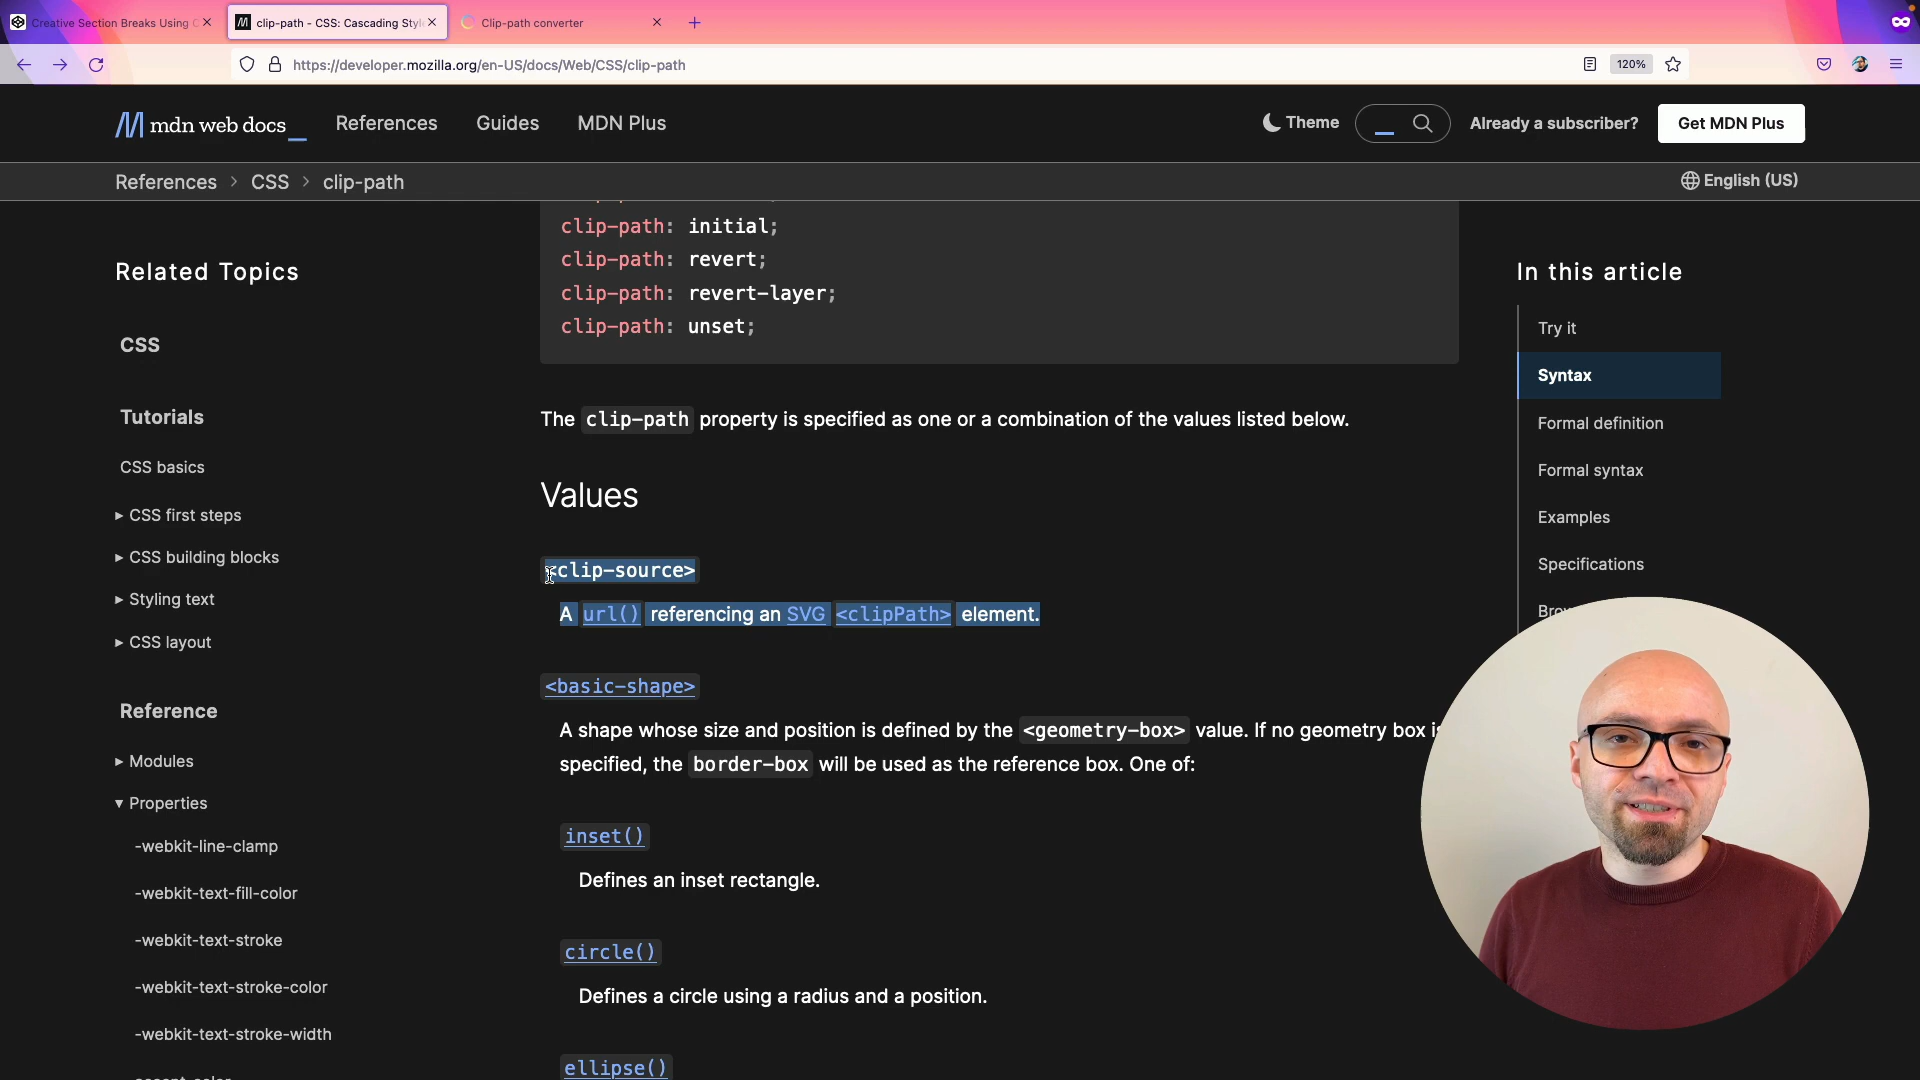 Creative Section Breaks Using C
clip-path - CSS: Cascading Styl
Clip-path converter
https://developer.mozilla.org/en-US/docs/Web/CSS/clip-path
120%
mdn web docs_
References
Guides
MDN Plus
Theme
Already a subscriber?
Get MDN Plus
References > CSS > clip-path
English (US)
Related Topics
CSS
Tutorials
CSS basics
CSS first steps
CSS building blocks
Styling text
CSS layout
Reference
Modules
Properties
-webkit-line-clamp
-webkit-text-fill-color
-webkit-text-stroke
-webkit-text-stroke-color
-webkit-text-stroke-width
clip-path: initial;
clip-path: revert;
clip-path: revert-layer;
clip-path: unset;
The clip-path property is specified as one or a combination of the values listed below.
Values
<clip-source>
A url() referencing an SVG <clipPath> element.
<basic-shape>
A shape whose size and position is defined by the <geometry-box> value. If no geometry box is
specified, the border-box will be used as the reference box. One of:
inset()
Defines an inset rectangle.
circle()
Defines a circle using a radius and a position.
ellipse()
In this article
Try it
Syntax
Formal definition
Formal syntax
Examples
Specifications